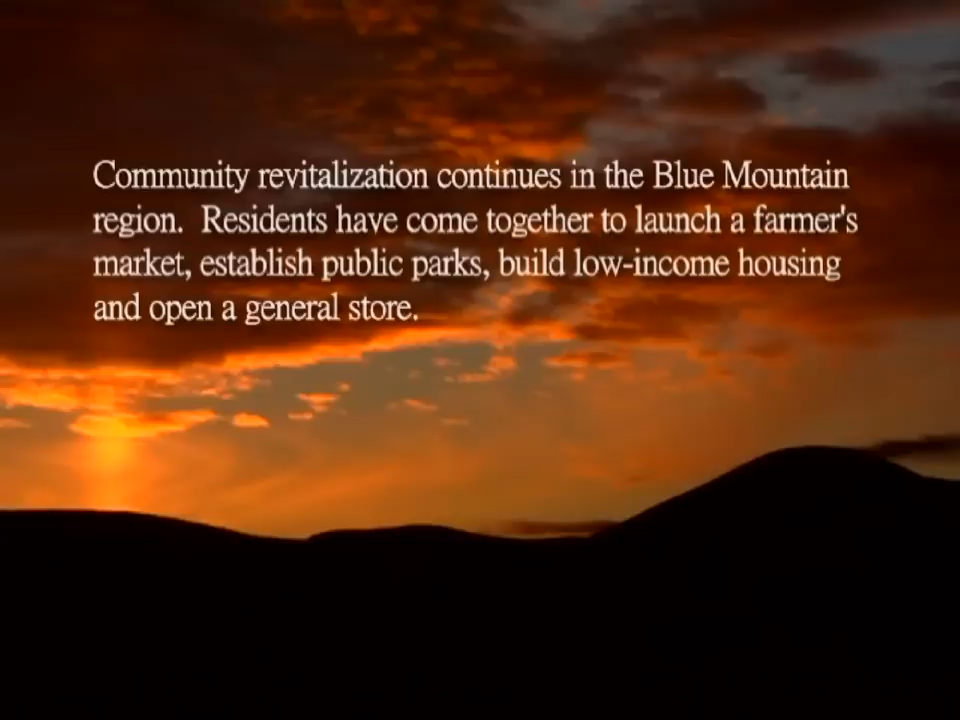 Community revitalization continues in the Blue Mountain
region.  Residents have come together to launch a farmer's
market, establish public parks, build low-income housing
and open a general store.